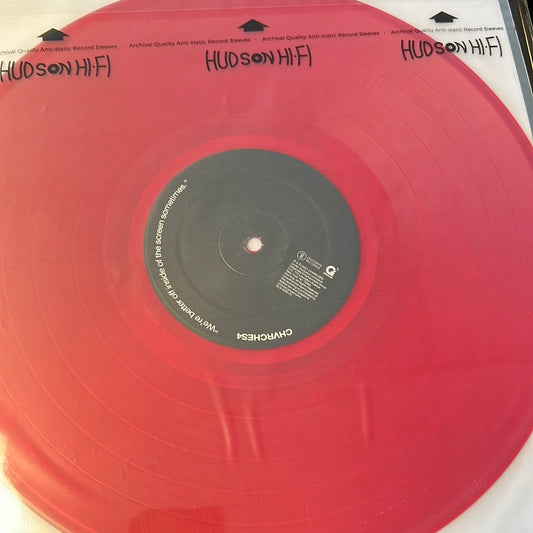 Archival Quality Anti-static Record Sleeves · Archival Quality Anti-static Record Sleeves · Archival Quality Anti-static Record Sleeves
HUDSON HI-FI HUDSON HI-FI HUDSON HI-FI
"We're better off inside of the screen sometimes."
CHVRCHES4